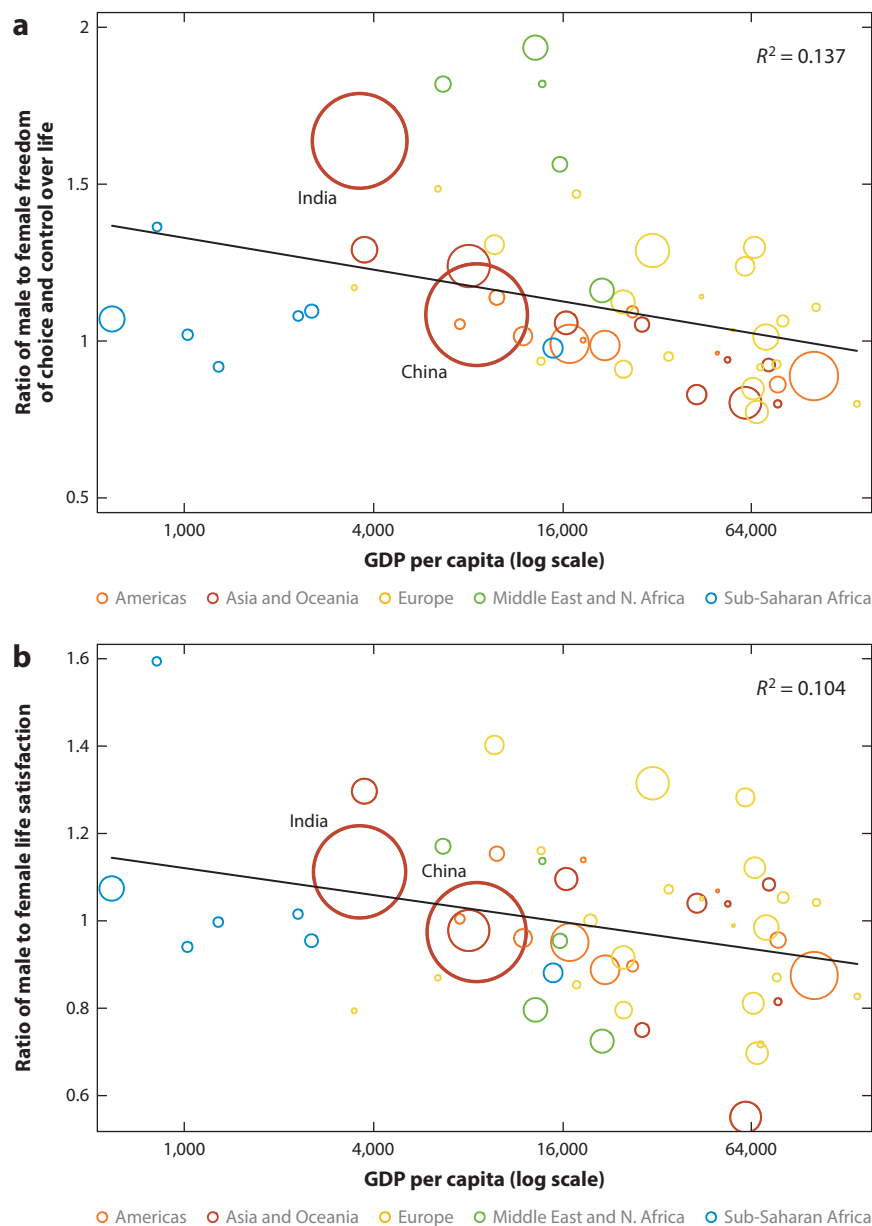 a
Ratio of male to female freedom
of choice and control over life
2
1.5
1
0.5
R² = 0.137
India
China
1,000
4,000
16,000
64,000
GDP per capita (log scale)
Americas
Asia and Oceania
Europe
Middle East and N. Africa
Sub-Saharan Africa
b
Ratio of male to female life satisfaction
1.6
1.4
1.2
1
0.8
0.6
R² = 0.104
India
China
1,000
4,000
16,000
64,000
GDP per capita (log scale)
Americas
Asia and Oceania
Europe
Middle East and N. Africa
Sub-Saharan Africa